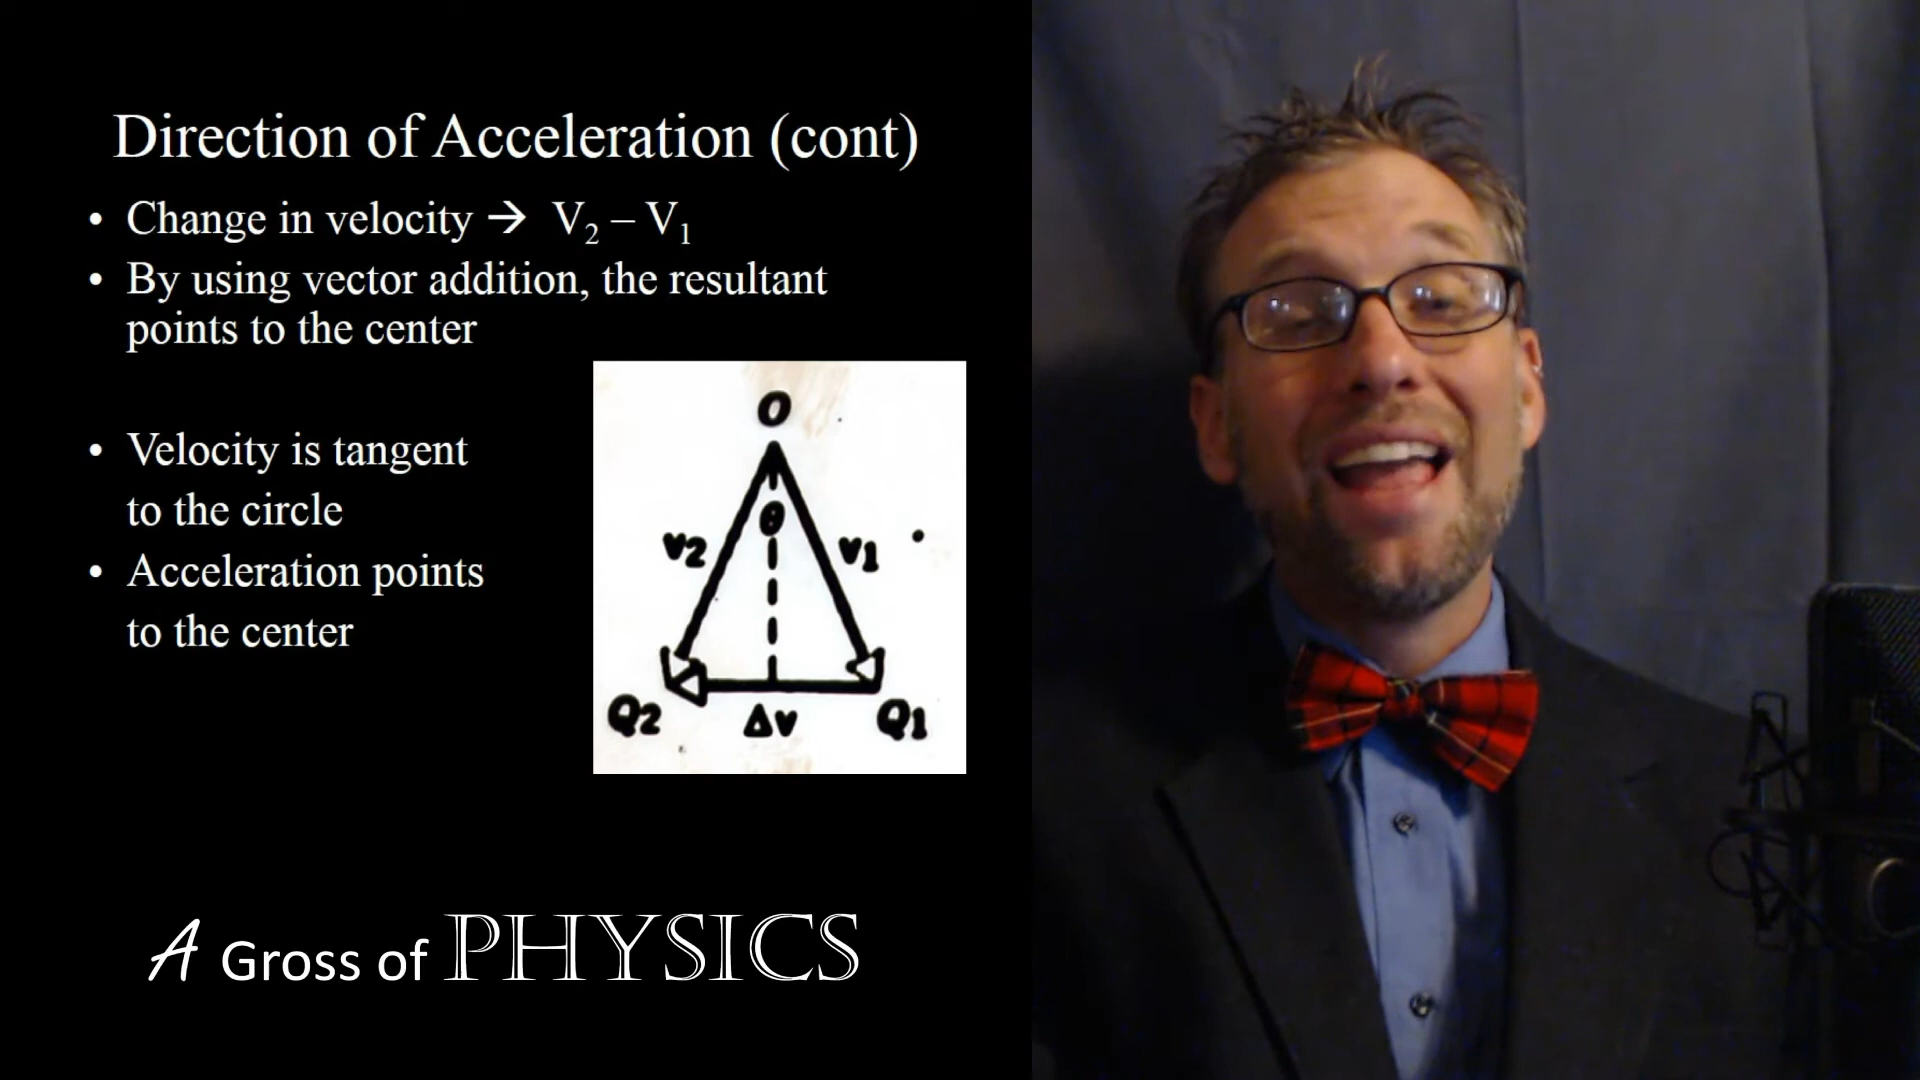 Direction of Acceleration (cont)
• Change in velocity → V₂ – V₁
• By using vector addition, the resultant
points to the center
• Velocity is tangent
to the circle
• Acceleration points
to the center
O
θ
v2
v1
Q2
Δv
Q1
A Gross of PHYSICS